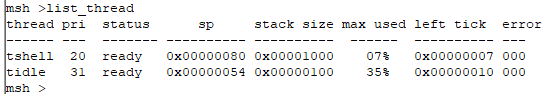 msh >list_thread
thread pri  status      sp     stack size max used left tick  error
------ ---  ------- ---------- ----------  ------  ---------- ---
tshell  20  ready   0x00000080 0x00001000    07%   0x00000007 000
tidle   31  ready   0x00000054 0x00000100    35%   0x00000010 000
msh >